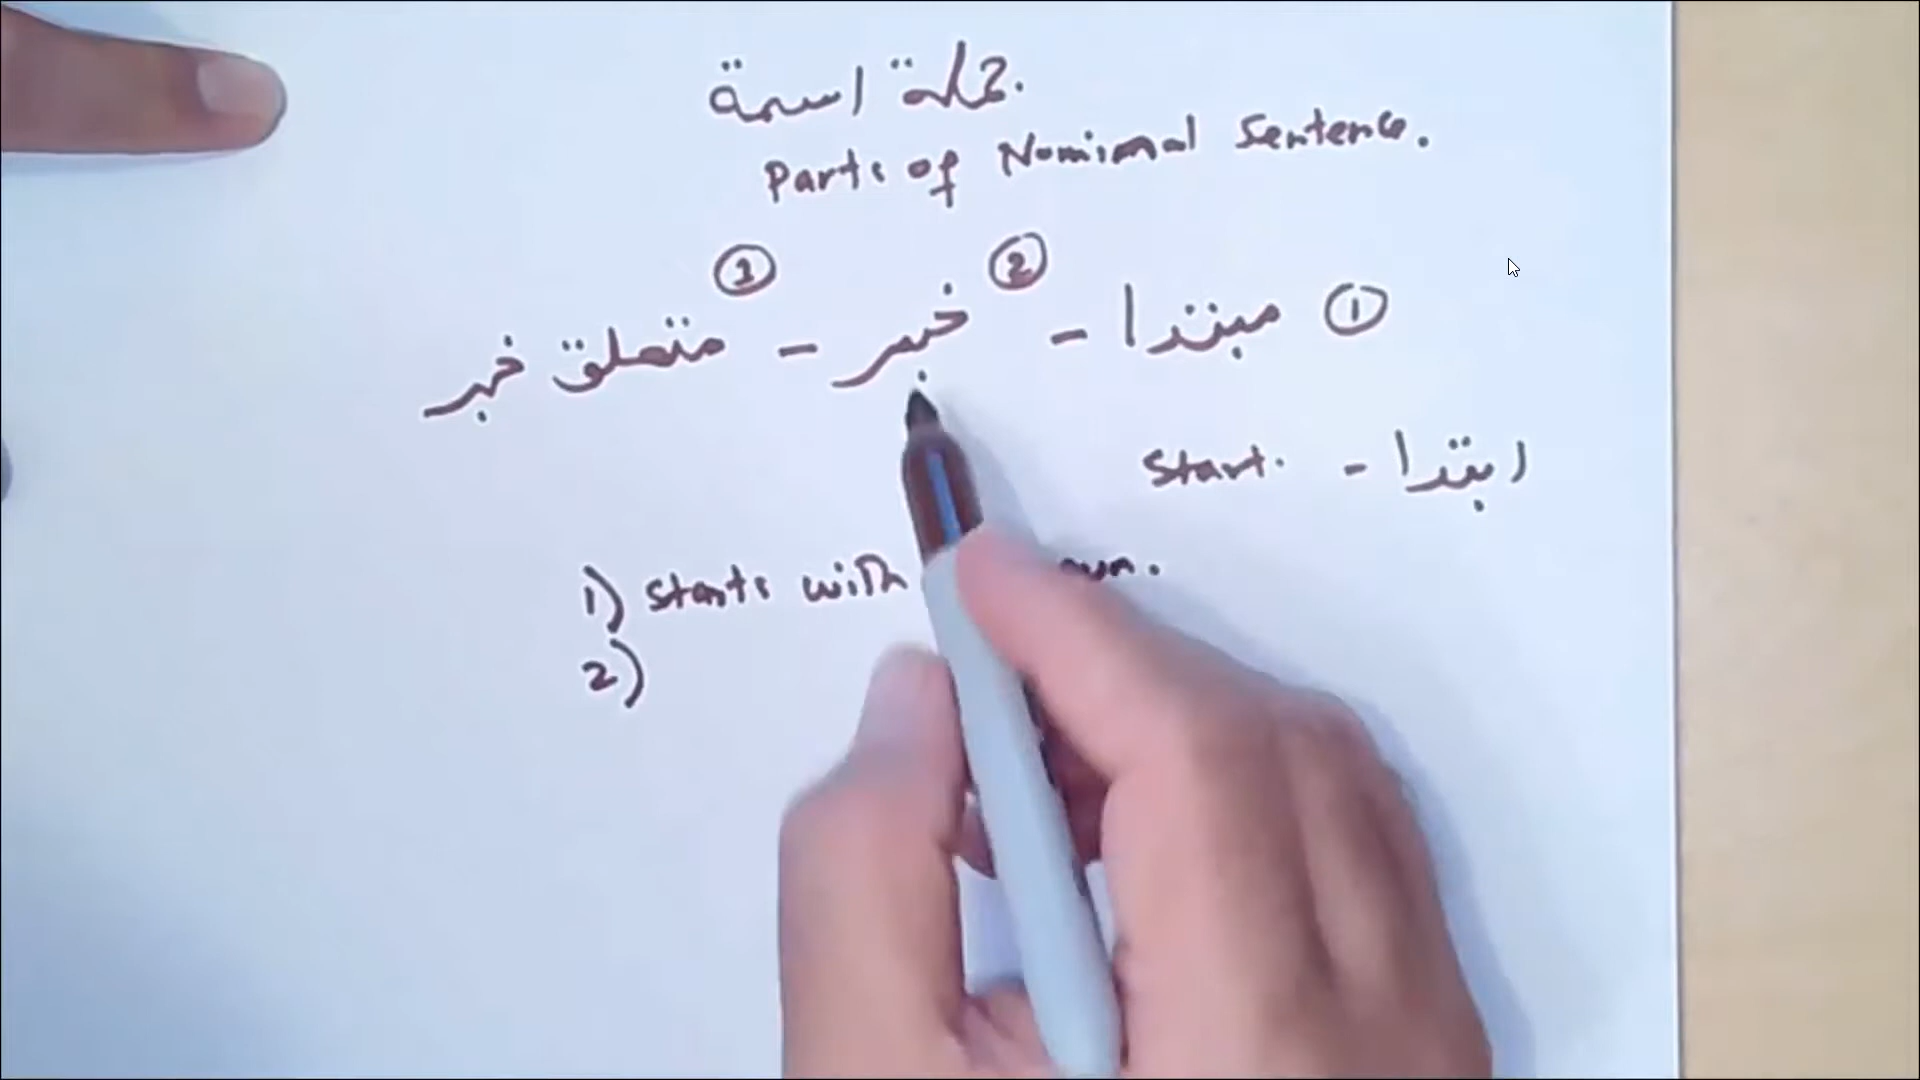 جملة اسمية
Parts of Nominal Sentence.
① مبتدا - ② خبر - ③ متعلق خبر
ابتدا - Start.
1) Starts with
2)